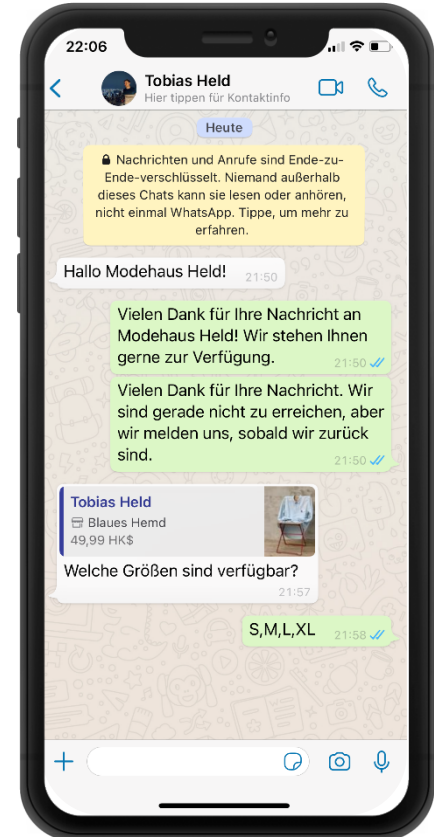 22:06
Tobias Held
Hier tippen für Kontaktinfo
Heute
Nachrichten und Anrufe sind Ende-zu-
Ende-verschlüsselt. Niemand außerhalb
dieses Chats kann sie lesen oder anhören,
nicht einmal WhatsApp. Tippe, um mehr zu
erfahren.
Hallo Modehaus Held! 21:50
Vielen Dank für Ihre Nachricht an
Modehaus Held! Wir stehen Ihnen
gerne zur Verfügung. 21:50
Vielen Dank für Ihre Nachricht. Wir
sind gerade nicht zu erreichen, aber
wir melden uns, sobald wir zurück
sind. 21:50
Tobias Held
Blaues Hemd
49,99 HK$
Welche Größen sind verfügbar?
21:57
S,M,L,XL 21:58